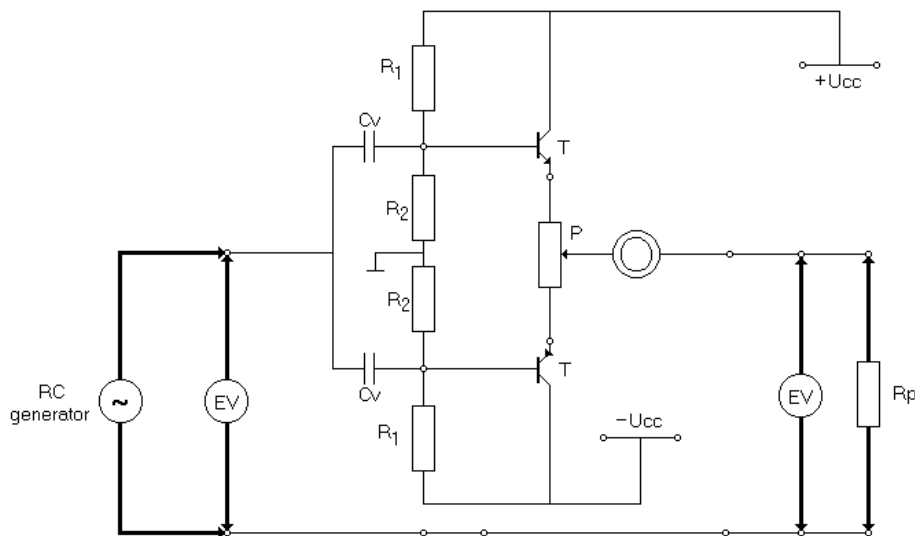 R1
+Ucc
Cv
T
R2
P
R2
RC
generator
~
EV
Cv
T
EV
Rp
R1
−Ucc